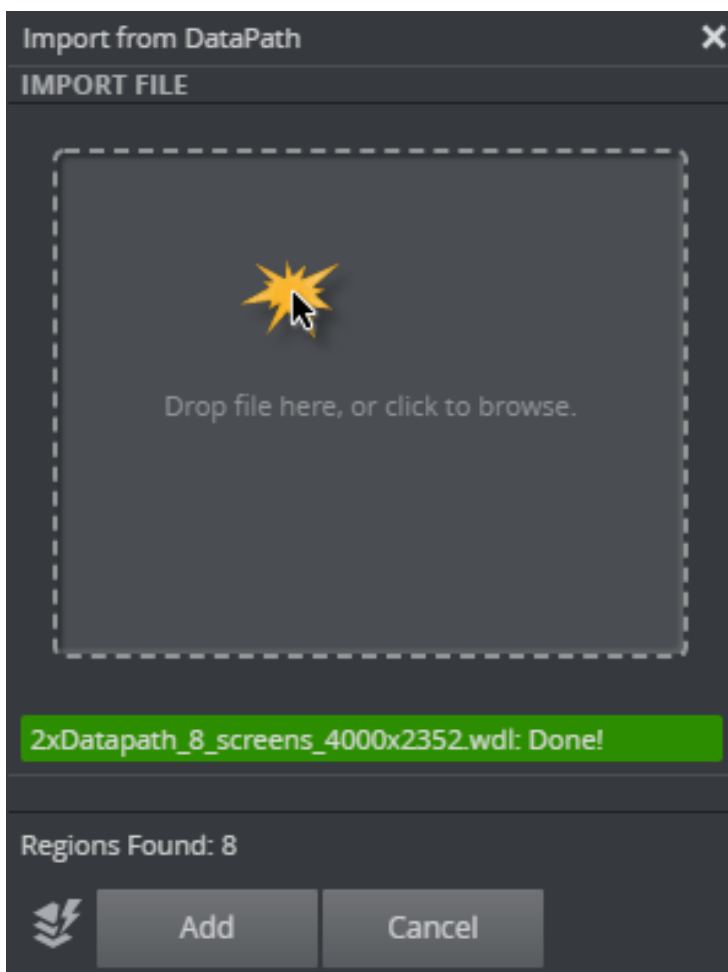 Import from DataPath
IMPORT FILE
Drop file here, or click to browse.
2xDatapath_8_screens_4000x2352.wdl: Done!
Regions Found: 8
Add
Cancel